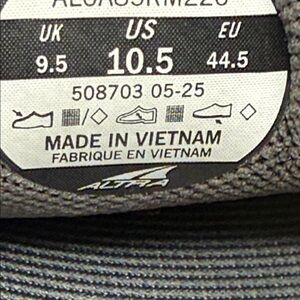 UK US EU
9.5 10.5 44.5
508703 05-25
MADE IN VIETNAM
FABRIQUE EN VIETNAM
ALTRA